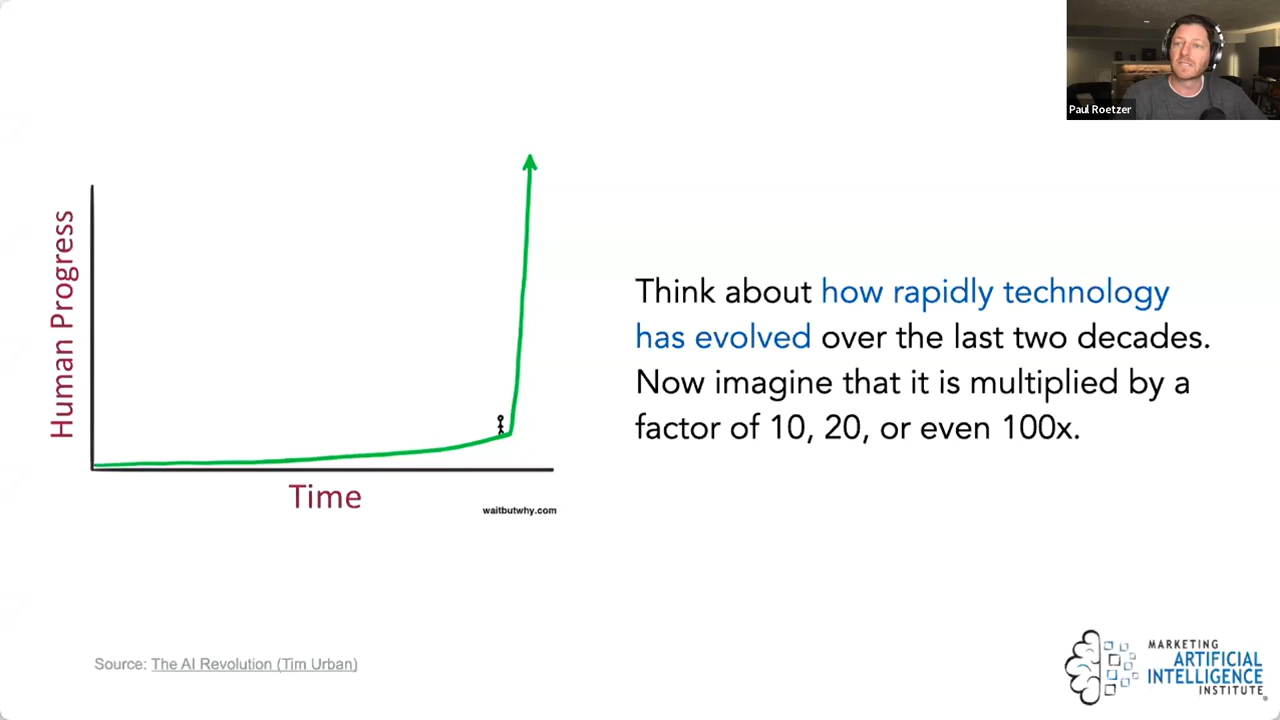 Paul Roetzer
Human Progress
Time
waitbutwhy.com
Think about how rapidly technology
has evolved over the last two decades.
Now imagine that it is multiplied by a
factor of 10, 20, or even 100x.
Source: The AI Revolution (Tim Urban)
MARKETING
ARTIFICIAL
INTELLIGENCE
INSTITUTE®